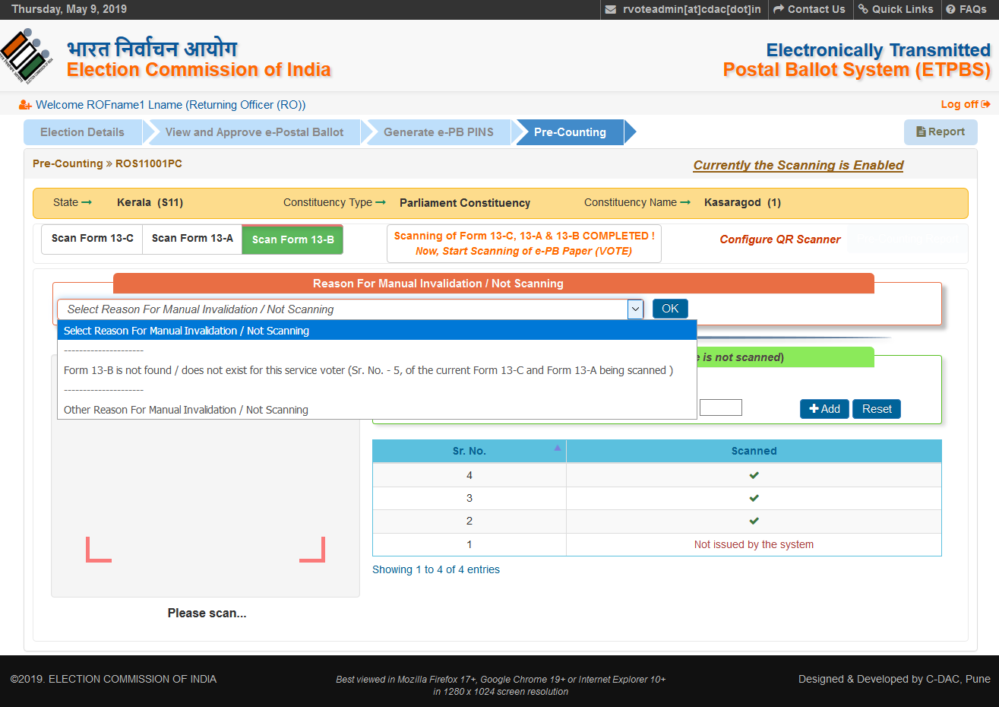 Thursday, May 9, 2019
rvoteadmin[at]cdac[dot]in
Contact Us
Quick Links
FAQs
भारत निर्वाचन आयोग
Election Commission of India
Electronically Transmitted
Postal Ballot System (ETPBS)
Welcome ROFname1 Lname (Returning Officer (RO))
Log off
Election Details
View and Approve e-Postal Ballot
Generate e-PB PINS
Pre-Counting
Report
Pre-Counting » ROS11001PC
Currently the Scanning is Enabled
State → Kerala (S11)
Constituency Type → Parliament Constituency
Constituency Name → Kasaragod (1)
Scan Form 13-C
Scan Form 13-A
Scan Form 13-B
Scanning of Form 13-C, 13-A & 13-B COMPLETED !
Now, Start Scanning of e-PB Paper (VOTE)
Configure QR Scanner
Reason For Manual Invalidation / Not Scanning
Select Reason For Manual Invalidation / Not Scanning
OK
Select Reason For Manual Invalidation / Not Scanning
---------------------
Form 13-B is not found / does not exist for this service voter (Sr. No. - 5, of the current Form 13-C and Form 13-A being scanned )
---------------------
Other Reason For Manual Invalidation / Not Scanning
is not scanned)
Add
Reset
Sr. No. Scanned
4
3
2
1 Not issued by the system
Showing 1 to 4 of 4 entries
Please scan...
©2019. ELECTION COMMISSION OF INDIA
Best viewed in Mozilla Firefox 17+, Google Chrome 19+ or Internet Explorer 10+
in 1280 x 1024 screen resolution
Designed & Developed by C-DAC, Pune